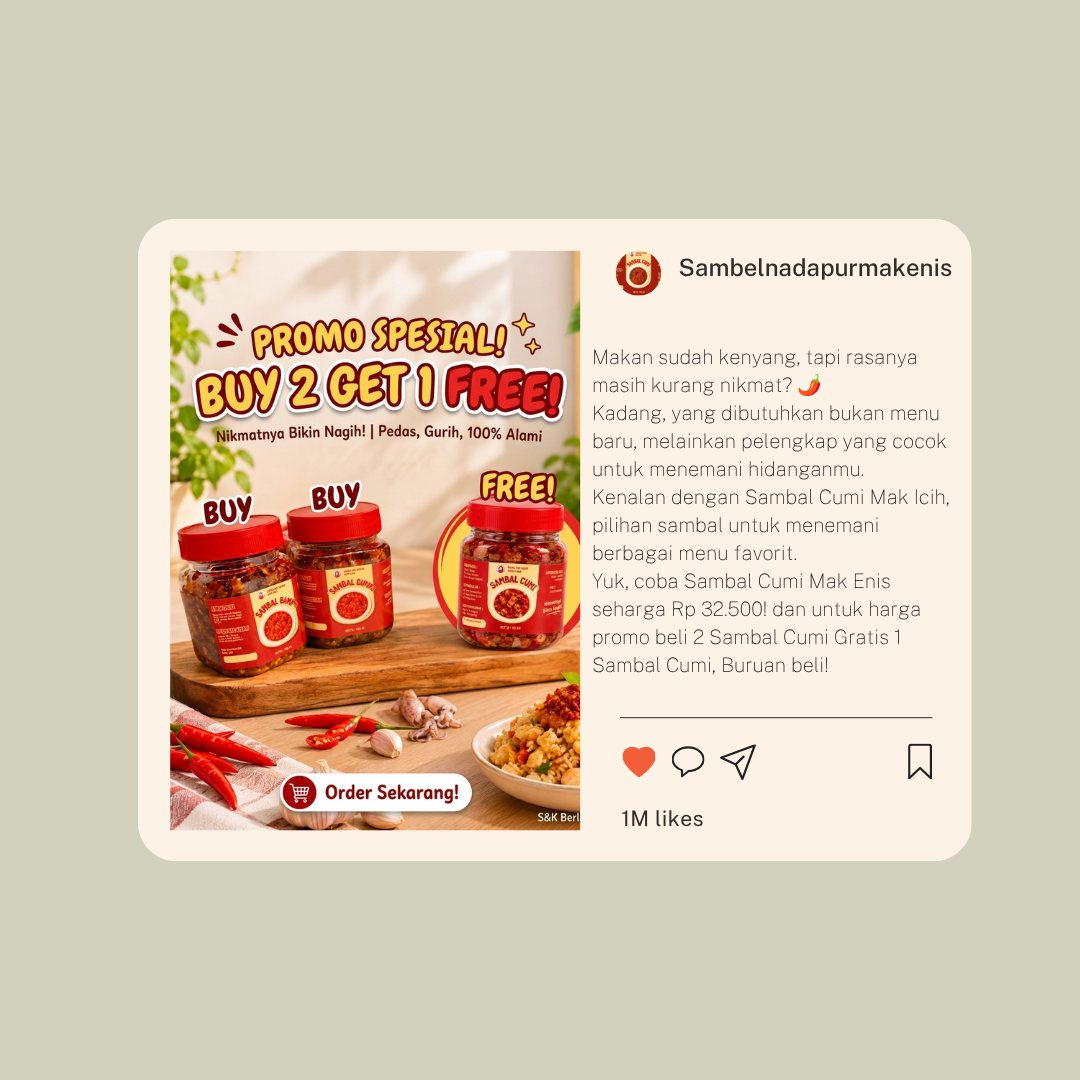 PROMO SPESIAL!
BUY 2 GET 1 FREE!
Nikmatnya Bikin Nagih! | Pedas, Gurih, 100% Alami
BUY
BUY
FREE!
SAMBAL
SAMBAL CUMI
SAMBAL CUMI
Order Sekarang!
S&K
Sambelnadapurmakenis
Makan sudah kenyang, tapi rasanya
masih kurang nikmat? 🌶️
Kadang, yang dibutuhkan bukan menu
baru, melainkan pelengkap yang cocok
untuk menemani hidanganmu.
Kenalan dengan Sambal Cumi Mak Icih,
pilihan sambal untuk menemani
berbagai menu favorit.
Yuk, coba Sambal Cumi Mak Enis
seharga Rp 32.500! dan untuk harga
promo beli 2 Sambal Cumi Gratis 1
Sambal Cumi, Buruan beli!
1M likes